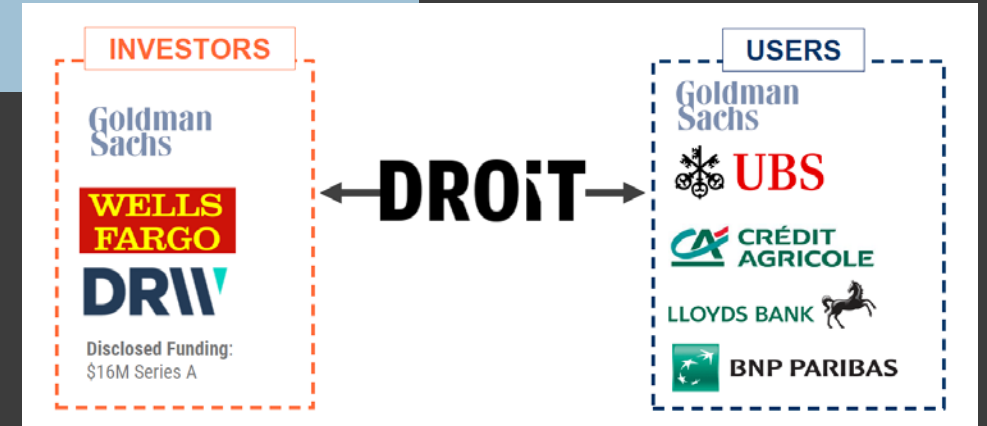 INVESTORS
Goldman
Sachs
WELLS
FARGO
DRW
Disclosed Funding:
$16M Series A
DROiT
USERS
Goldman
Sachs
UBS
CRÉDIT
AGRICOLE
LLOYDS BANK
BNP PARIBAS